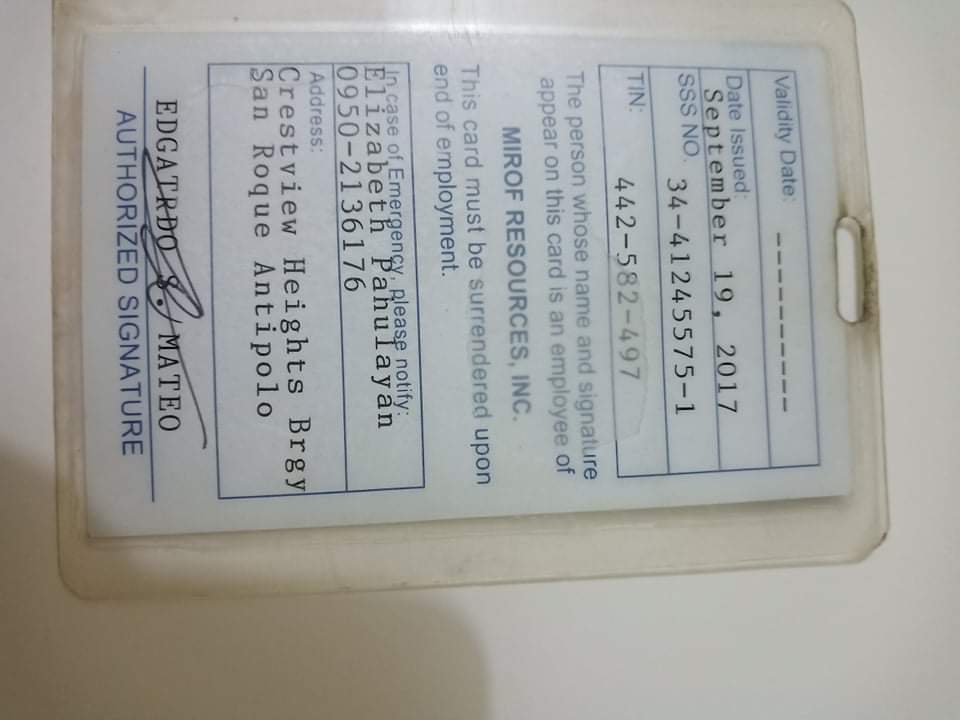 Validity Date: ----------
Date Issued:
September 19, 2017
SSS NO. 34-41245575-1
TIN: 442-582-497
The person whose name and signature
appear on this card is an employee of
MIROF RESOURCES, INC.
This card must be surrendered upon
end of employment.
In case of Emergency, please notify:
Elizabeth Pahulayan
0950-2136176
Address:
Crestview Heights Brgy
San Roque Antipolo
EDGATRDO S. MATEO
AUTHORIZED SIGNATURE